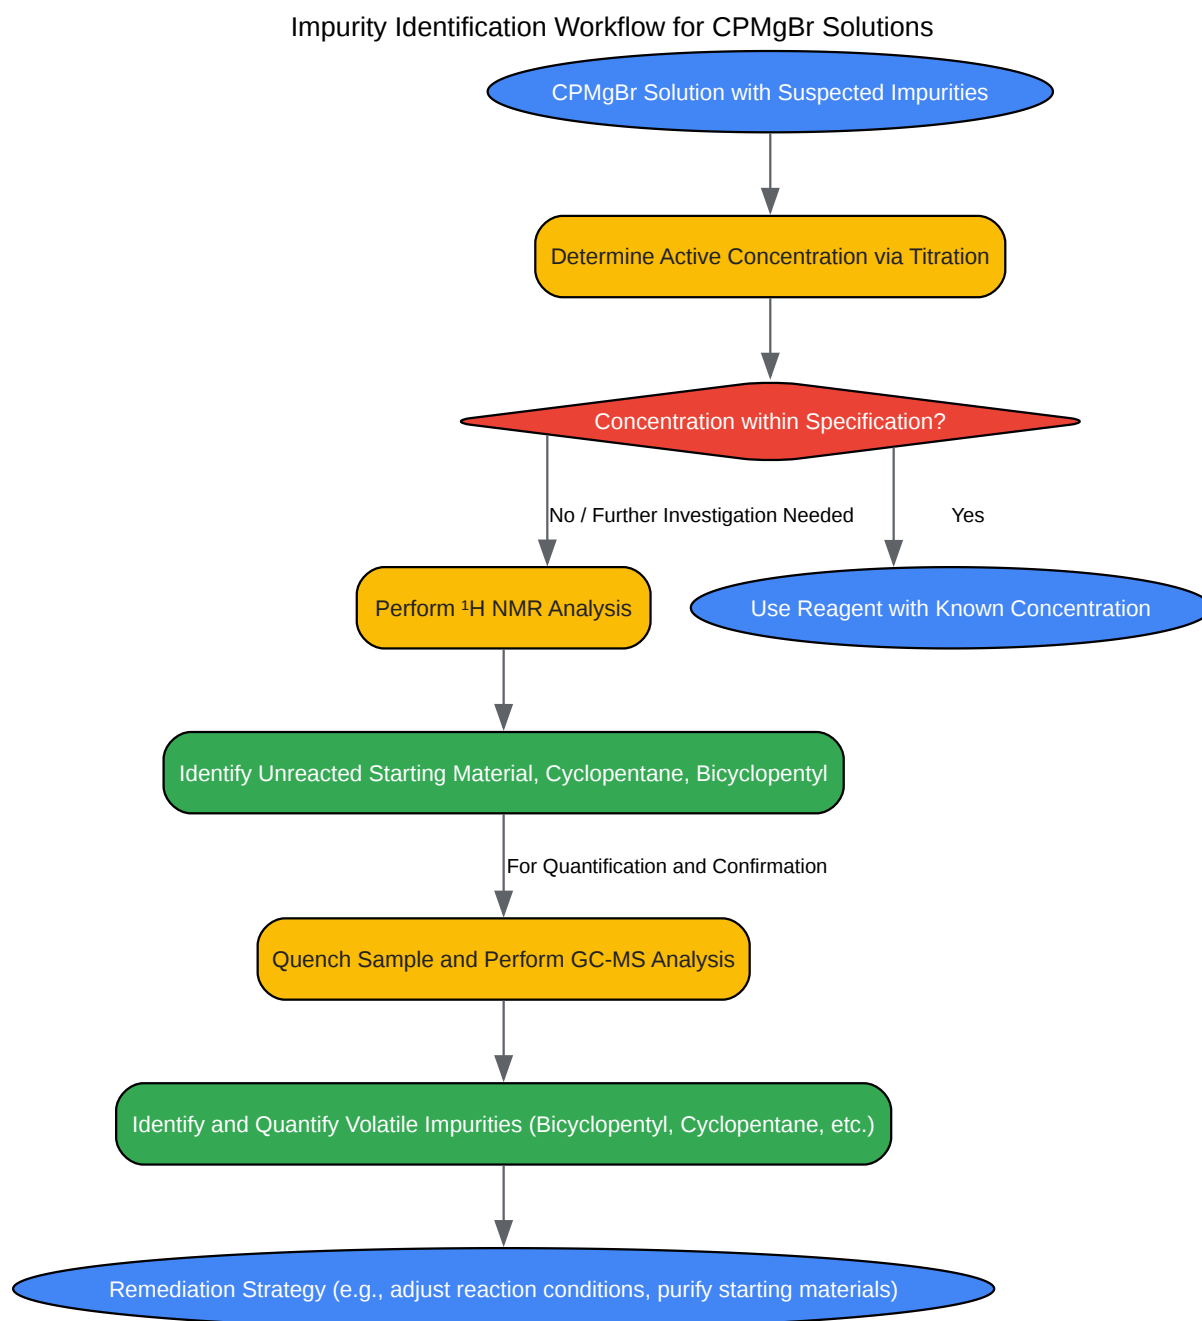 Impurity Identification Workflow for CPMgBr Solutions
CPMgBr Solution with Suspected Impurities
Determine Active Concentration via Titration
Concentration within Specification?
No / Further Investigation Needed
Yes
Perform ¹H NMR Analysis
Use Reagent with Known Concentration
Identify Unreacted Starting Material, Cyclopentane, Bicyclopentyl
For Quantification and Confirmation
Quench Sample and Perform GC-MS Analysis
Identify and Quantify Volatile Impurities (Bicyclopentyl, Cyclopentane, etc.)
Remediation Strategy (e.g., adjust reaction conditions, purify starting materials)